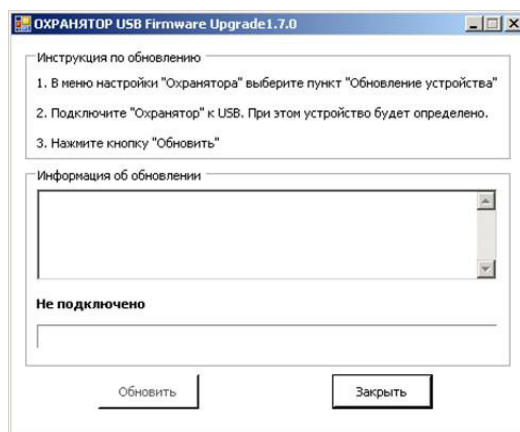 ОХРАНЯТОР USB Firmware Upgrade1.7.0
Инструкция по обновлению
1. В меню настройки "Охранятора" выберите пункт "Обновление устройства"
2. Подключите "Охранятор" к USB. При этом устройство будет определено.
3. Нажмите кнопку "Обновить"
Информация об обновлении
Не подключено
Обновить Закрыть